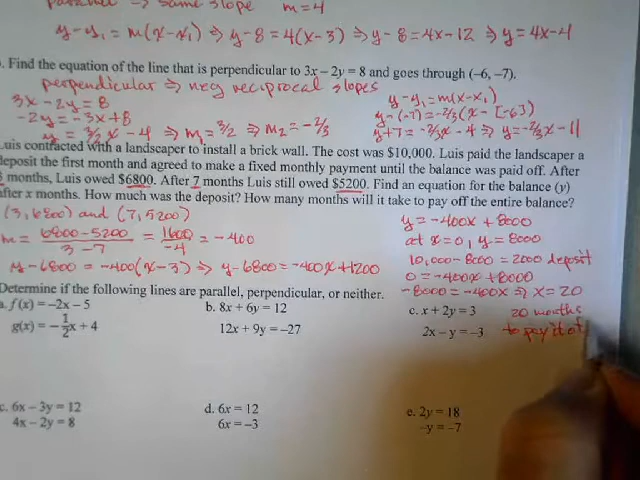 parallel ⇒ same slope m = 4
y-y₁ = m(x-x₁) ⇒ y-8 = 4(x-3) ⇒ y-8 = 4x-12 ⇒ y = 4x-4
. Find the equation of the line that is perpendicular to 3x – 2y = 8 and goes through (–6, –7).
perpendicular ⇒ neg reciprocal slopes
3x - 2y = 8
-2y = -3x+8
y = 3/2 x - 4 ⇒ m₁ = 3/2 ⇒ m₂ = -2/3
y-y₁ = m(x-x₁)
y-(-7) = -2/3(x - [-6])
y+7 = -2/3x - 4 ⇒ y = -2/3x - 11
Luis contracted with a landscaper to install a brick wall. The cost was $10,000. Luis paid the landscaper a
deposit the first month and agreed to make a fixed monthly payment until the balance was paid off. After
3 months, Luis owed $6800. After 7 months Luis still owed $5200. Find an equation for the balance (y)
after x months. How much was the deposit? How many months will it take to pay off the entire balance?
(3, 6800) and (7, 5200)
m = 6800-5200 / 3-7 = 1600 / -4 = -400
y-6800 = -400(x-3) ⇒ y-6800 = -400x+1200
y = -400x + 8000
at x=0, y = 8000
10,000-8000 = 2000 deposit
0 = -400x + 8000
-8000 = -400x ⇒ x = 20
20 months
to pay it of
Determine if the following lines are parallel, perpendicular, or neither.
a. f(x) = –2x – 5
g(x) = –1/2x + 4
b. 8x + 6y = 12
12x + 9y = –27
c. x + 2y = 3
2x – y = –3
c. 6x – 3y = 12
4x – 2y = 8
d. 6x = 12
6x = –3
e. 2y = 18
–y = –7